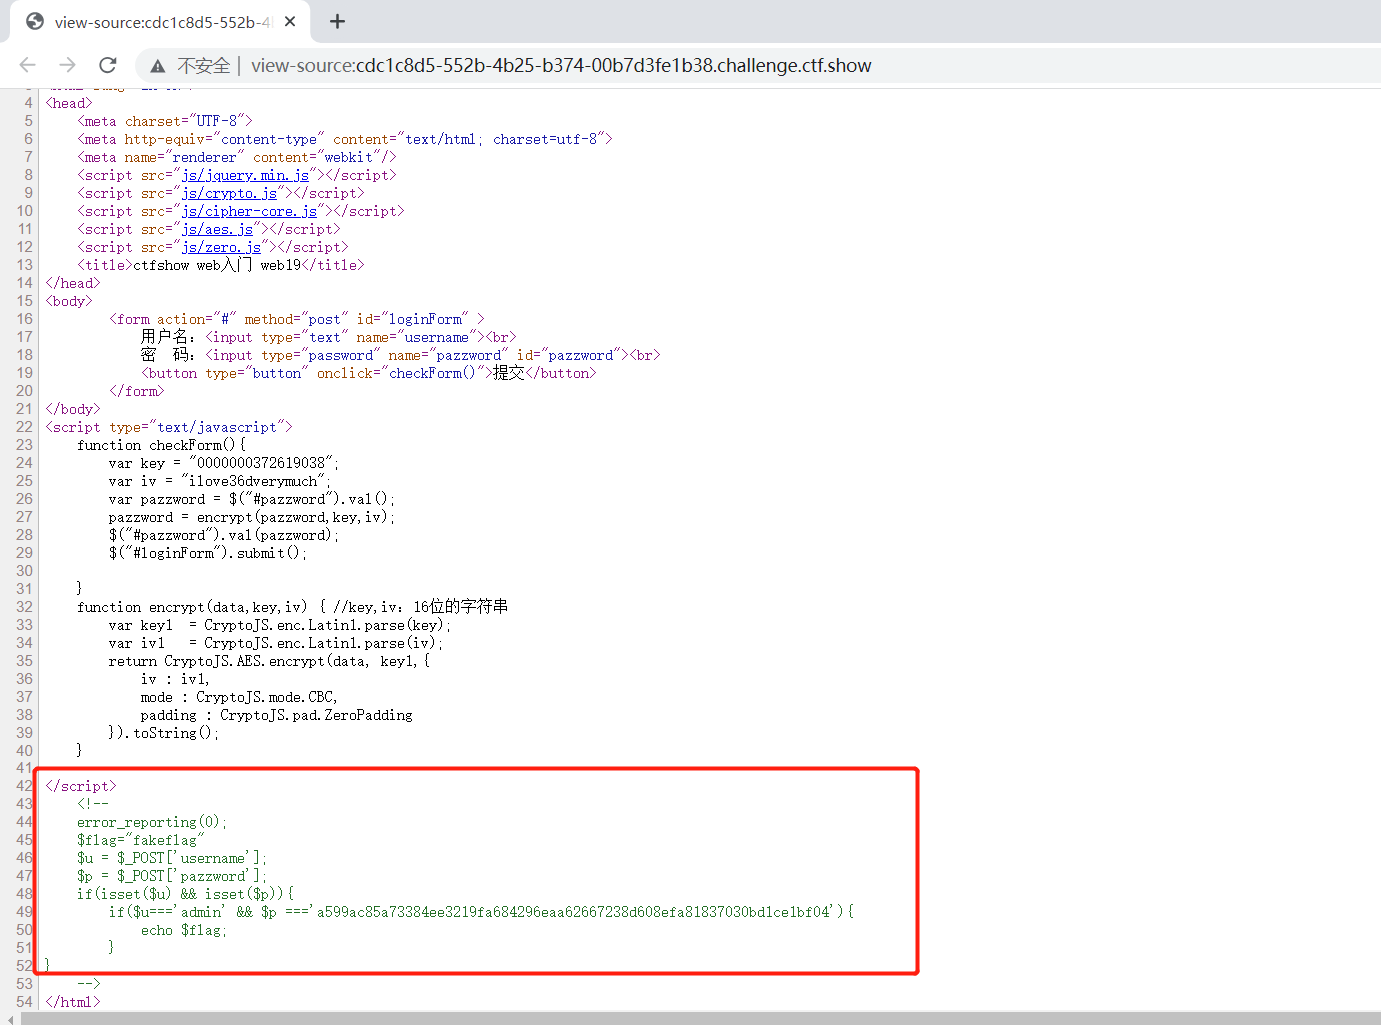 view-source:cdc1c8d5-552b-4
不安全 | view-source:cdc1c8d5-552b-4b25-b374-00b7d3fe1b38.challenge.ctf.show
4 <head>
5 <meta charset="UTF-8">
6 <meta http-equiv="content-type" content="text/html; charset=utf-8">
7 <meta name="renderer" content="webkit"/>
8 <script src="js/jquery.min.js"></script>
9 <script src="js/crypto.js"></script>
10 <script src="js/cipher-core.js"></script>
11 <script src="js/aes.js"></script>
12 <script src="js/zero.js"></script>
13 <title>ctfshow web入门 web19</title>
14 </head>
15 <body>
16 <form action="#" method="post" id="loginForm" >
17 用户名：<input type="text" name="username"><br>
18 密　码：<input type="password" name="pazzword" id="pazzword"><br>
19 <button type="button" onclick="checkForm()">提交</button>
20 </form>
21 </body>
22 <script type="text/javascript">
23 function checkForm(){
24 var key = "0000000372619038";
25 var iv = "ilove36dverymuch";
26 var pazzword = $("#pazzword").val();
27 pazzword = encrypt(pazzword,key,iv);
28 $("#pazzword").val(pazzword);
29 $("#loginForm").submit();
30
31 }
32 function encrypt(data,key,iv) { //key,iv：16位的字符串
33 var key1  = CryptoJS.enc.Latin1.parse(key);
34 var iv1   = CryptoJS.enc.Latin1.parse(iv);
35 return CryptoJS.AES.encrypt(data, key1,{
36 iv : iv1,
37 mode : CryptoJS.mode.CBC,
38 padding : CryptoJS.pad.ZeroPadding
39 }).toString();
40 }
41
42 </script>
43 <!--
44 error_reporting(0);
45 $flag="fakeflag"
46 $u = $_POST['username'];
47 $p = $_POST['pazzword'];
48 if(isset($u) && isset($p)){
49 if($u==='admin' && $p ==='a599ac85a73384ee3219fa684296eaa62667238d608efa81837030bd1ce1bf04'){
50 echo $flag;
51 }
52 }
53 -->
54 </html>